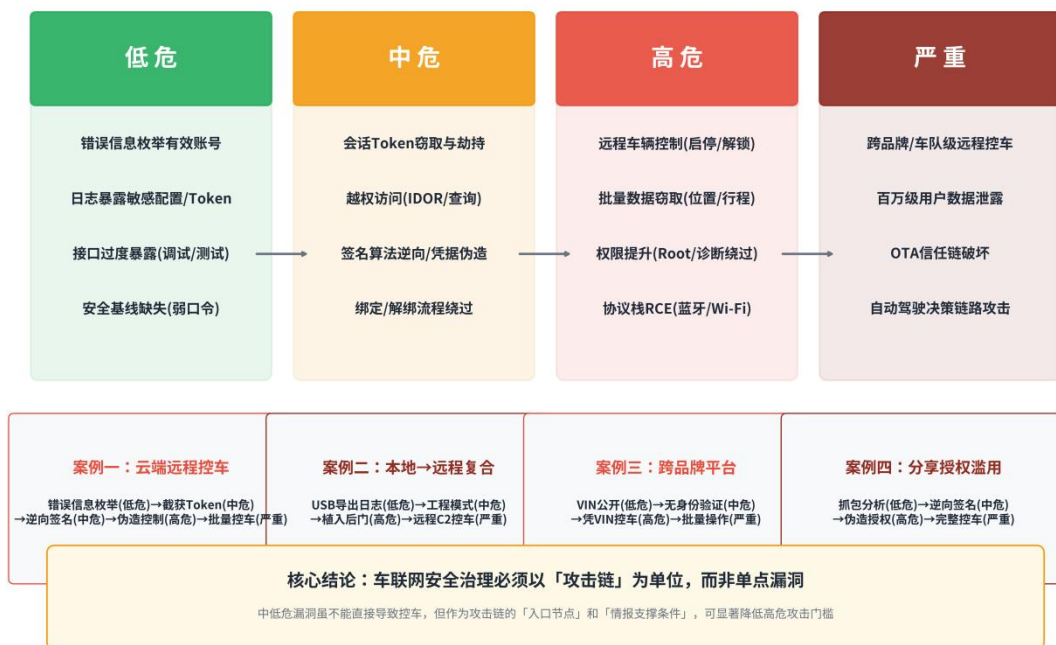 低危
中危
高危
严重
错误信息枚举有效账号
日志暴露敏感配置/Token
接口过度暴露(调试/测试)
安全基线缺失(弱口令)
会话Token窃取与劫持
越权访问(IDOR/查询)
签名算法逆向/凭据伪造
绑定/解绑流程绕过
远程车辆控制(启停/解锁)
批量数据窃取(位置/行程)
权限提升(Root/诊断绕过)
协议栈RCE(蓝牙/Wi-Fi)
跨品牌/车队级远程控车
百万级用户数据泄露
OTA信任链破坏
自动驾驶决策链路攻击
案例一：云端远程控车
错误信息枚举(低危)→截获Token(中危)
→逆向签名(中危)→伪造控制(高危)→批量控车(严重)
案例二：本地→远程复合
USB导出日志(低危)→工程模式(中危)
→植入后门(高危)→远程C2控车(严重)
案例三：跨品牌平台
VIN公开(低危)→无身份验证(中危)
→凭VIN控车(高危)→批量操作(严重)
案例四：分享授权滥用
抓包分析(低危)→逆向签名(中危)
→伪造授权(高危)→完整控车(严重)
核心结论：车联网安全治理必须以「攻击链」为单位，而非单点漏洞
中低危漏洞虽不能直接导致控车，但作为攻击链的「入口节点」和「情报支撑条件」，可显著降低高危攻击门槛